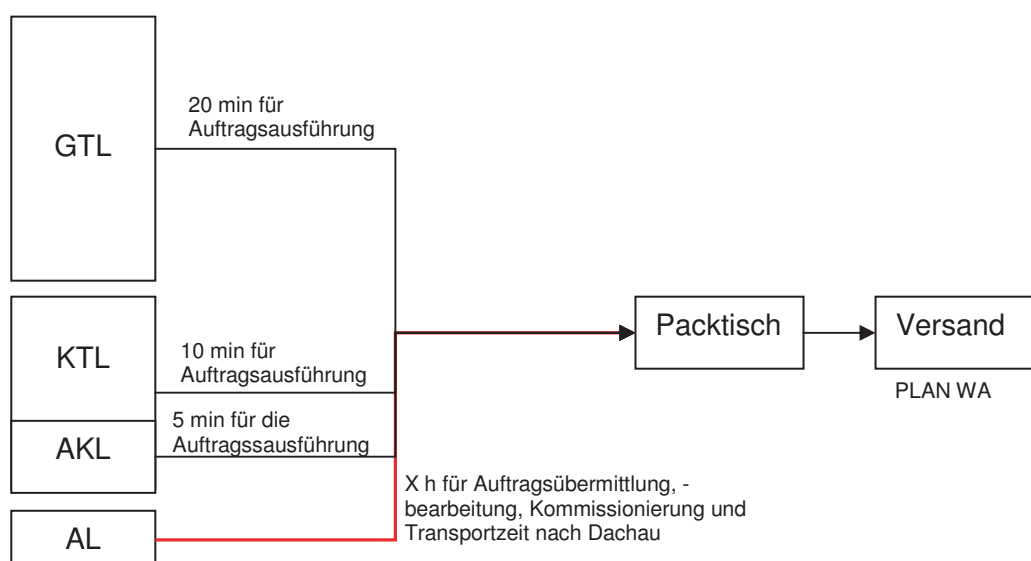 GTL
20 min für
Auftragsausführung
KTL
10 min für
Auftragsausführung
AKL
5 min für die
Auftragssausführung
AL
X h für Auftragsübermittlung, -
bearbeitung, Kommissionierung und
Transportzeit nach Dachau
Packtisch
Versand
PLAN WA